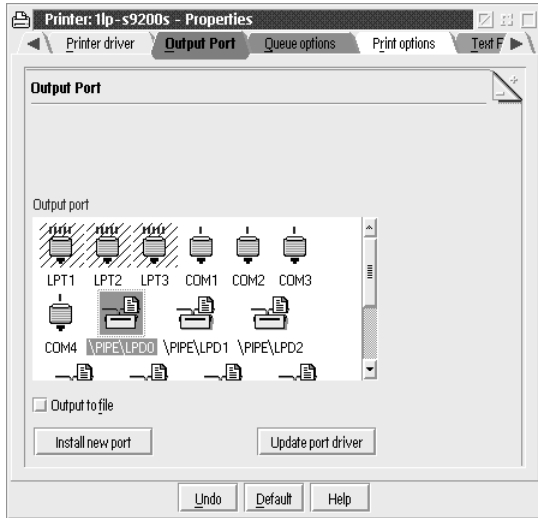 Printer: 1lp-s9200s - Properties
Printer driver Output Port Queue options Print options Text F
Output Port
Output port
LPT1 LPT2 LPT3 COM1 COM2 COM3
COM4 \PIPE\LPD0 \PIPE\LPD1 \PIPE\LPD2
Output to file
Install new port Update port driver
Undo Default Help